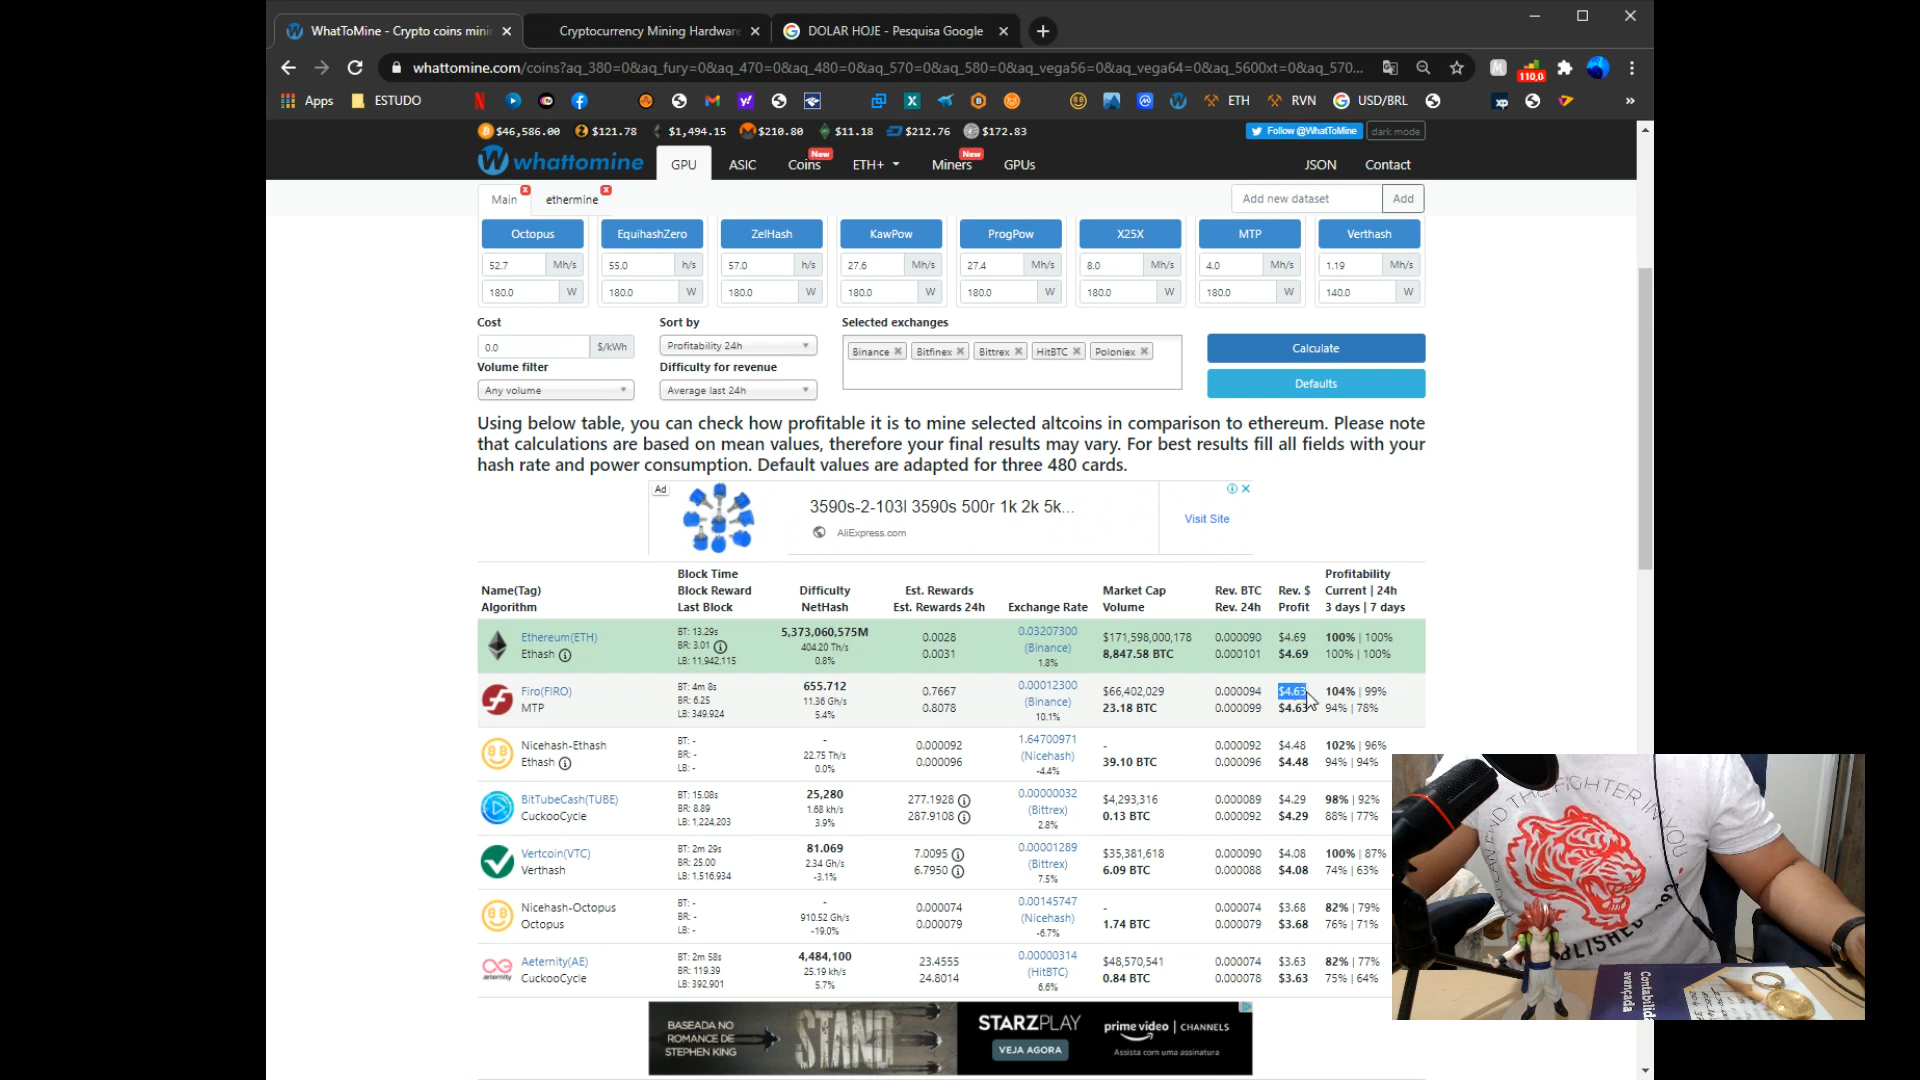 WhatToMine - Crypto coins mini
Cryptocurrency Mining Hardware
DOLAR HOJE - Pesquisa Google
whattomine.com/coins?aq_380=0&aq_fury=0&aq_470=0&aq_480=0&aq_570=0&aq_580=0&aq_vega56=0&aq_vega64=0&aq_5600xt=0&aq_570...
110,0
Apps ESTUDO ETH RVN USD/BRL xp »
$46,586.00 $121.78 $1,494.15 $210.80 $11.18 $212.76 $172.83
Follow @WhatToMine dark mode
whattomine GPU ASIC Coins New ETH+ Miners New GPUs JSON Contact
Main x ethermine x Add new dataset Add
Octopus EquihashZero ZelHash KawPow ProgPow X25X MTP Verthash
52.7 Mh/s 55.0 h/s 57.0 h/s 27.6 Mh/s 27.4 Mh/s 8.0 Mh/s 4.0 Mh/s 1.19 Mh/s
180.0 W 180.0 W 180.0 W 180.0 W 180.0 W 180.0 W 180.0 W 140.0 W
Cost Sort by Selected exchanges
0.0 $/kWh Profitability 24h Binance Bitfinex Bittrex HitBTC Poloniex Calculate
Volume filter Difficulty for revenue
Any volume Average last 24h Defaults
Using below table, you can check how profitable it is to mine selected altcoins in comparison to ethereum. Please note
that calculations are based on mean values, therefore your final results may vary. For best results fill all fields with your
hash rate and power consumption. Default values are adapted for three 480 cards.
Ad
3590s-2-103l 3590s 500r 1k 2k 5k...
AliExpress.com
Visit Site
Block Time Profitability
Name(Tag) Block Reward Difficulty Est. Rewards Market Cap Rev. BTC Rev. $ Current | 24h
Algorithm Last Block NetHash Est. Rewards 24h Exchange Rate Volume Rev. 24h Profit 3 days | 7 days
Ethereum(ETH) BT: 13.29s 5,373,060,575M 0.0028 0.03207300 $171,598,000,178 0.000090 $4.69 100% | 100%
Ethash BR: 3.01 404.20 Th/s 0.0031 (Binance) 8,847.58 BTC 0.000101 $4.69 100% | 100%
LB: 11,942,115 0.8% 1.8%
Firo(FIRO) BT: 4m 8s 655.712 0.7667 0.00012300 $66,402,029 0.000094 $4.63 104% | 99%
MTP BR: 6.25 11.36 Gh/s 0.8078 (Binance) 23.18 BTC 0.000099 $4.63 94% | 78%
LB: 349,924 5.4% 10.1%
Nicehash-Ethash BT: - - 0.000092 1.64700971 - 0.000092 $4.48 102% | 96%
Ethash BR: - 22.75 Th/s 0.000096 (Nicehash) 39.10 BTC 0.000096 $4.48 94% | 94%
LB: - 0.0% -4.4%
BitTubeCash(TUBE) BT: 15.08s 25,280 277.1928 0.00000032 $4,293,316 0.000089 $4.29 98% | 92%
CuckooCycle BR: 8.89 1.68 kh/s 287.9108 (Bittrex) 0.13 BTC 0.000092 $4.29 88% | 77%
LB: 1,224,203 3.9% 2.8%
Vertcoin(VTC) BT: 2m 29s 81.069 7.0095 0.00001289 $35,381,618 0.000090 $4.08 100% | 87%
Verthash BR: 25.00 2.34 Gh/s 6.7950 (Bittrex) 6.09 BTC 0.000088 $4.08 74% | 63%
LB: 1,516,934 -3.1% 7.5%
Nicehash-Octopus BT: - - 0.000074 0.00145747 - 0.000074 $3.68 82% | 79%
Octopus BR: - 910.52 Gh/s 0.000079 (Nicehash) 1.74 BTC 0.000079 $3.68 76% | 71%
LB: - -19.0% -6.7%
Aeternity(AE) BT: 2m 58s 4,484,100 23.4555 0.00000314 $48,570,541 0.000074 $3.63 82% | 77%
CuckooCycle BR: 119.39 25.19 kh/s 24.8014 (HitBTC) 0.84 BTC 0.000078 $3.63 75% | 64%
LB: 392,901 5.7% 6.6%
aeternity
BASEADA NO
ROMANCE DE
STEPHEN KING
STAND
STARZPLAY
VEJA AGORA
prime video | CHANNELS
Assista com uma assinatura
THE FIGHTER IN YOU
Contabilida
avançada